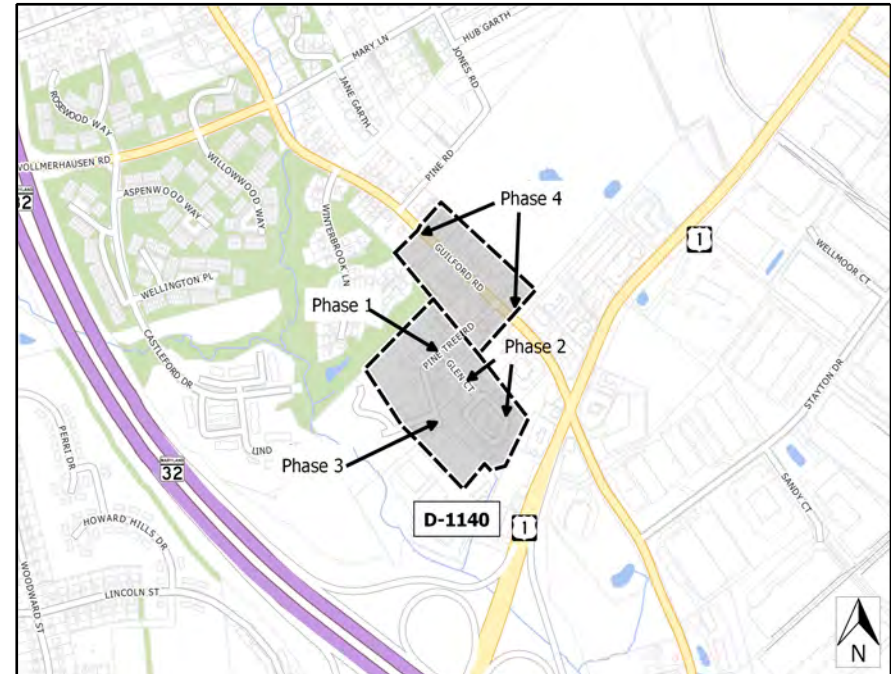 HUB GARTH
MARY LN
JONES RD
JANE GARTH
ROSEWOOD WAY
VOLLMERHAUSEN RD
WILLOWWOOD WAY
PINE RD
32
ASPENWOOD WAY
WINTERBROOK LN
Phase 4
1
WELLMOOR CT
GUILFORD RD
WELLINGTON PL
Phase 1
PINE TREE RD
Phase 2
CASTLEFORD DR
GLEN CT
STAYTON DR
PERRI DR
UIND
Phase 3
MARYLAND
32
SANDY CT
D-1140
1
HOWARD HILLS DR
LINCOLN ST
WOODWARD ST
N